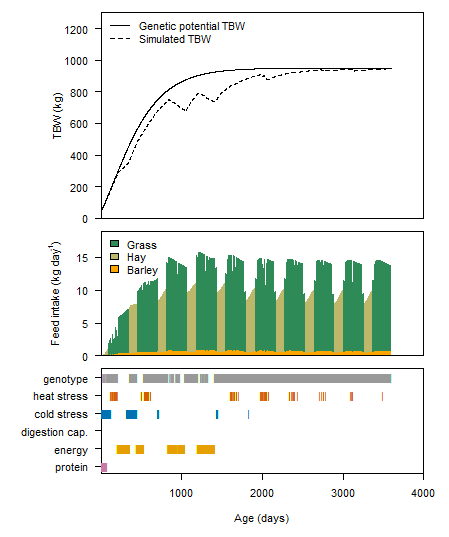 Genetic potential TBW
Simulated TBW
TBW (kg)
1200
1000
800
600
400
200
0
Grass
Hay
Barley
Feed intake (kg day⁻¹)
15
10
5
0
genotype
heat stress
cold stress
digestion cap.
energy
protein
1000 2000 3000 4000
Age (days)